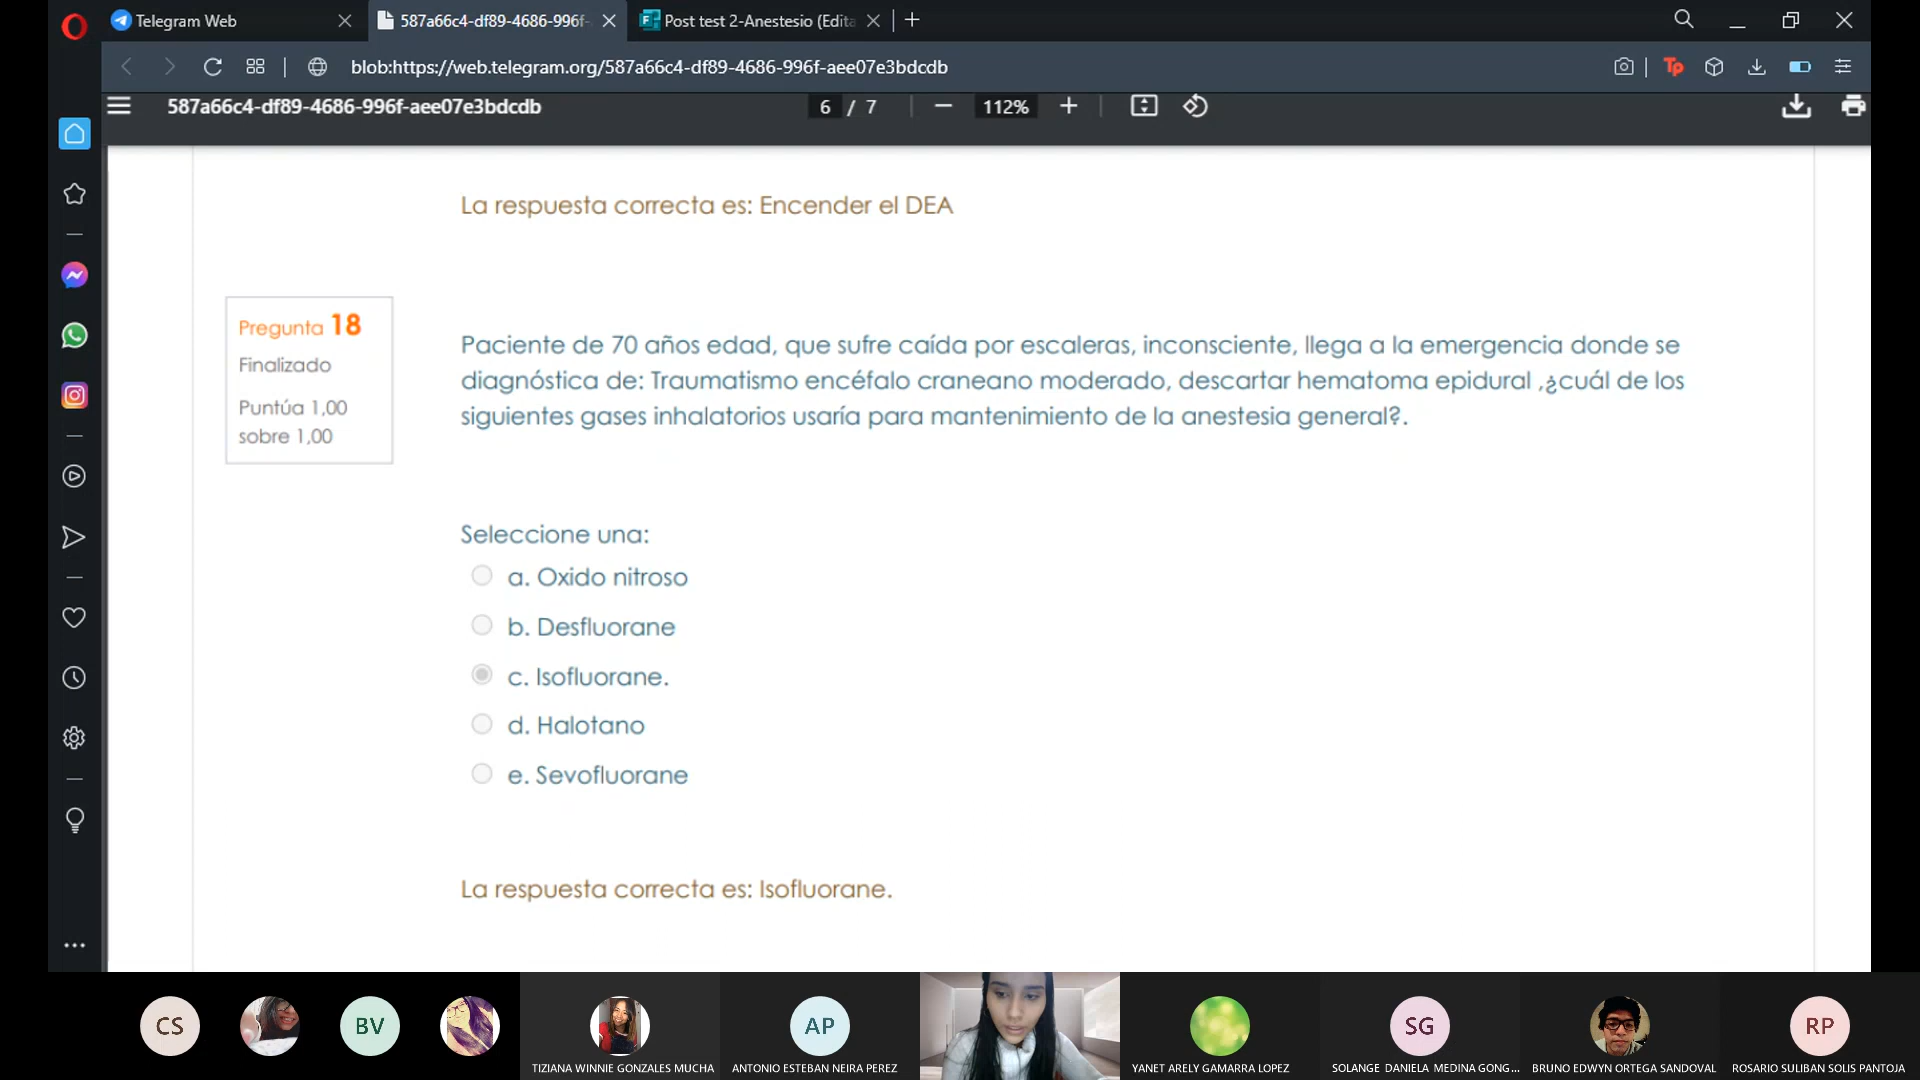 Telegram Web
587a66c4-df89-4686-996f-
Post test 2-Anestesio (Edita
blob:https://web.telegram.org/587a66c4-df89-4686-996f-aee07e3bdcdb
Tp
587a66c4-df89-4686-996f-aee07e3bdcdb
6 / 7
112%
La respuesta correcta es: Encender el DEA
Pregunta 18
Finalizado
Puntúa 1,00
sobre 1,00
Paciente de 70 años edad, que sufre caída por escaleras, inconsciente, llega a la emergencia donde se
diagnóstica de: Traumatismo encéfalo craneano moderado, descartar hematoma epidural ,¿cuál de los
siguientes gases inhalatorios usaría para mantenimiento de la anestesia general?.
Seleccione una:
a. Oxido nitroso
b. Desfluorane
c. Isofluorane.
d. Halotano
e. Sevofluorane
La respuesta correcta es: Isofluorane.
CS
BV
AP
SG
RP
TIZIANA WINNIE GONZALES MUCHA
ANTONIO ESTEBAN NEIRA PEREZ
YANET ARELY GAMARRA LOPEZ
SOLANGE DANIELA MEDINA GONG...
BRUNO EDWYN ORTEGA SANDOVAL
ROSARIO SULIBAN SOLIS PANTOJA